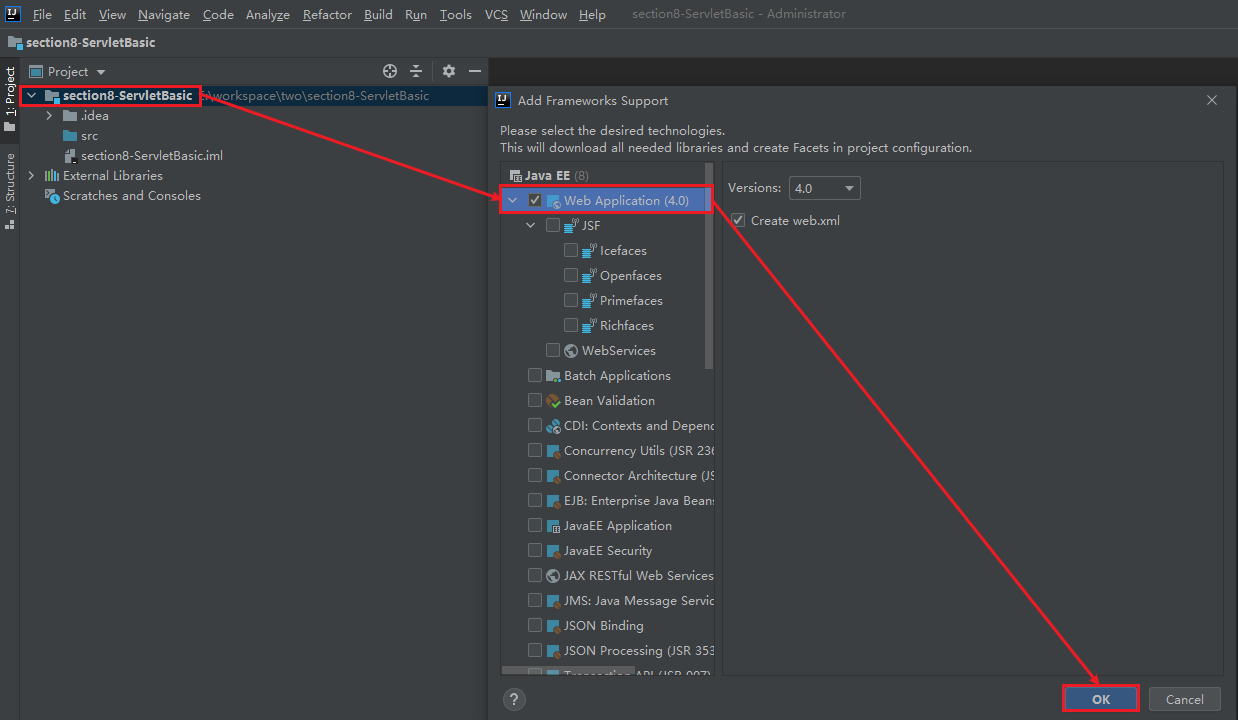 File Edit View Navigate Code Analyze Refactor Build Run Tools VCS Window Help section8-ServletBasic - Administrator
section8-ServletBasic
1: Project
7: Structure
Project
section8-ServletBasic \workspace\two\section8-ServletBasic
.idea
src
section8-ServletBasic.iml
External Libraries
Scratches and Consoles
Add Frameworks Support
Please select the desired technologies.
This will download all needed libraries and create Facets in project configuration.
Java EE (8)
Web Application (4.0)
JSF
Icefaces
Openfaces
Primefaces
Richfaces
WebServices
Batch Applications
Bean Validation
CDI: Contexts and Depend
Concurrency Utils (JSR 236
Connector Architecture (JS
EJB: Enterprise Java Beans
JavaEE Application
JavaEE Security
JAX RESTful Web Services
JMS: Java Message Servic
JSON Binding
JSON Processing (JSR 353
Transaction API (JSR 907)
Versions: 4.0
Create web.xml
?
OK
Cancel